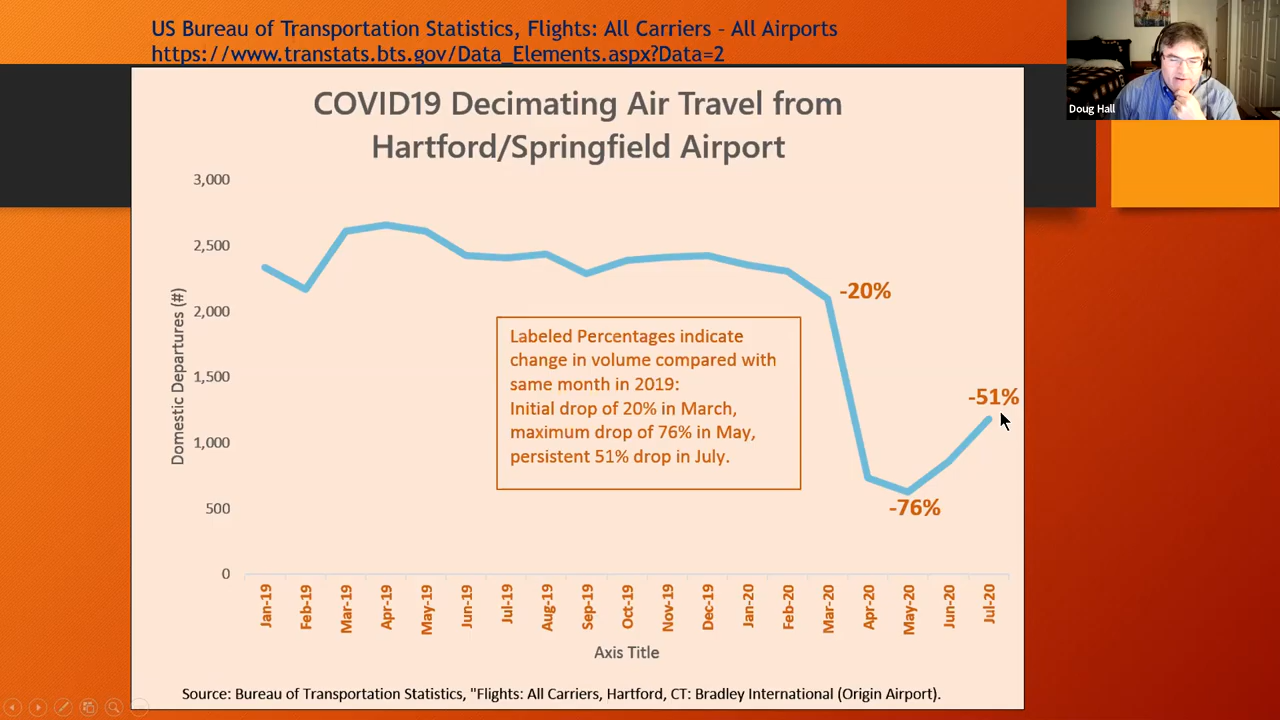 US Bureau of Transportation Statistics, Flights: All Carriers - All Airports
https://www.transtats.bts.gov/Data_Elements.aspx?Data=2
Doug Hall
COVID19 Decimating Air Travel from
Hartford/Springfield Airport
Domestic Departures (#)
3,000
2,500
2,000
1,500
1,000
500
0
-20%
-51%
-76%
Labeled Percentages indicate
change in volume compared with
same month in 2019:
Initial drop of 20% in March,
maximum drop of 76% in May,
persistent 51% drop in July.
Jan-19
Feb-19
Mar-19
Apr-19
May-19
Jun-19
Jul-19
Aug-19
Sep-19
Oct-19
Nov-19
Dec-19
Jan-20
Feb-20
Mar-20
Apr-20
May-20
Jun-20
Jul-20
Axis Title
Source: Bureau of Transportation Statistics, "Flights: All Carriers, Hartford, CT: Bradley International (Origin Airport).